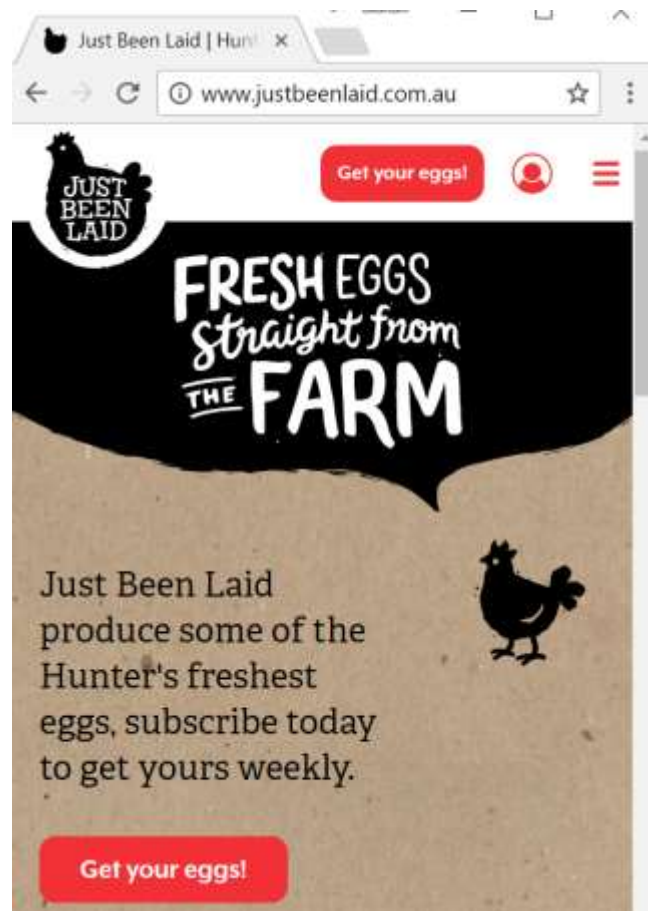 Just Been Laid | Hunt
www.justbeenlaid.com.au
JUST
BEEN
LAID
Get your eggs!
FRESH EGGS
straight from
THE FARM
Just Been Laid
produce some of the
Hunter's freshest
eggs, subscribe today
to get yours weekly.
Get your eggs!